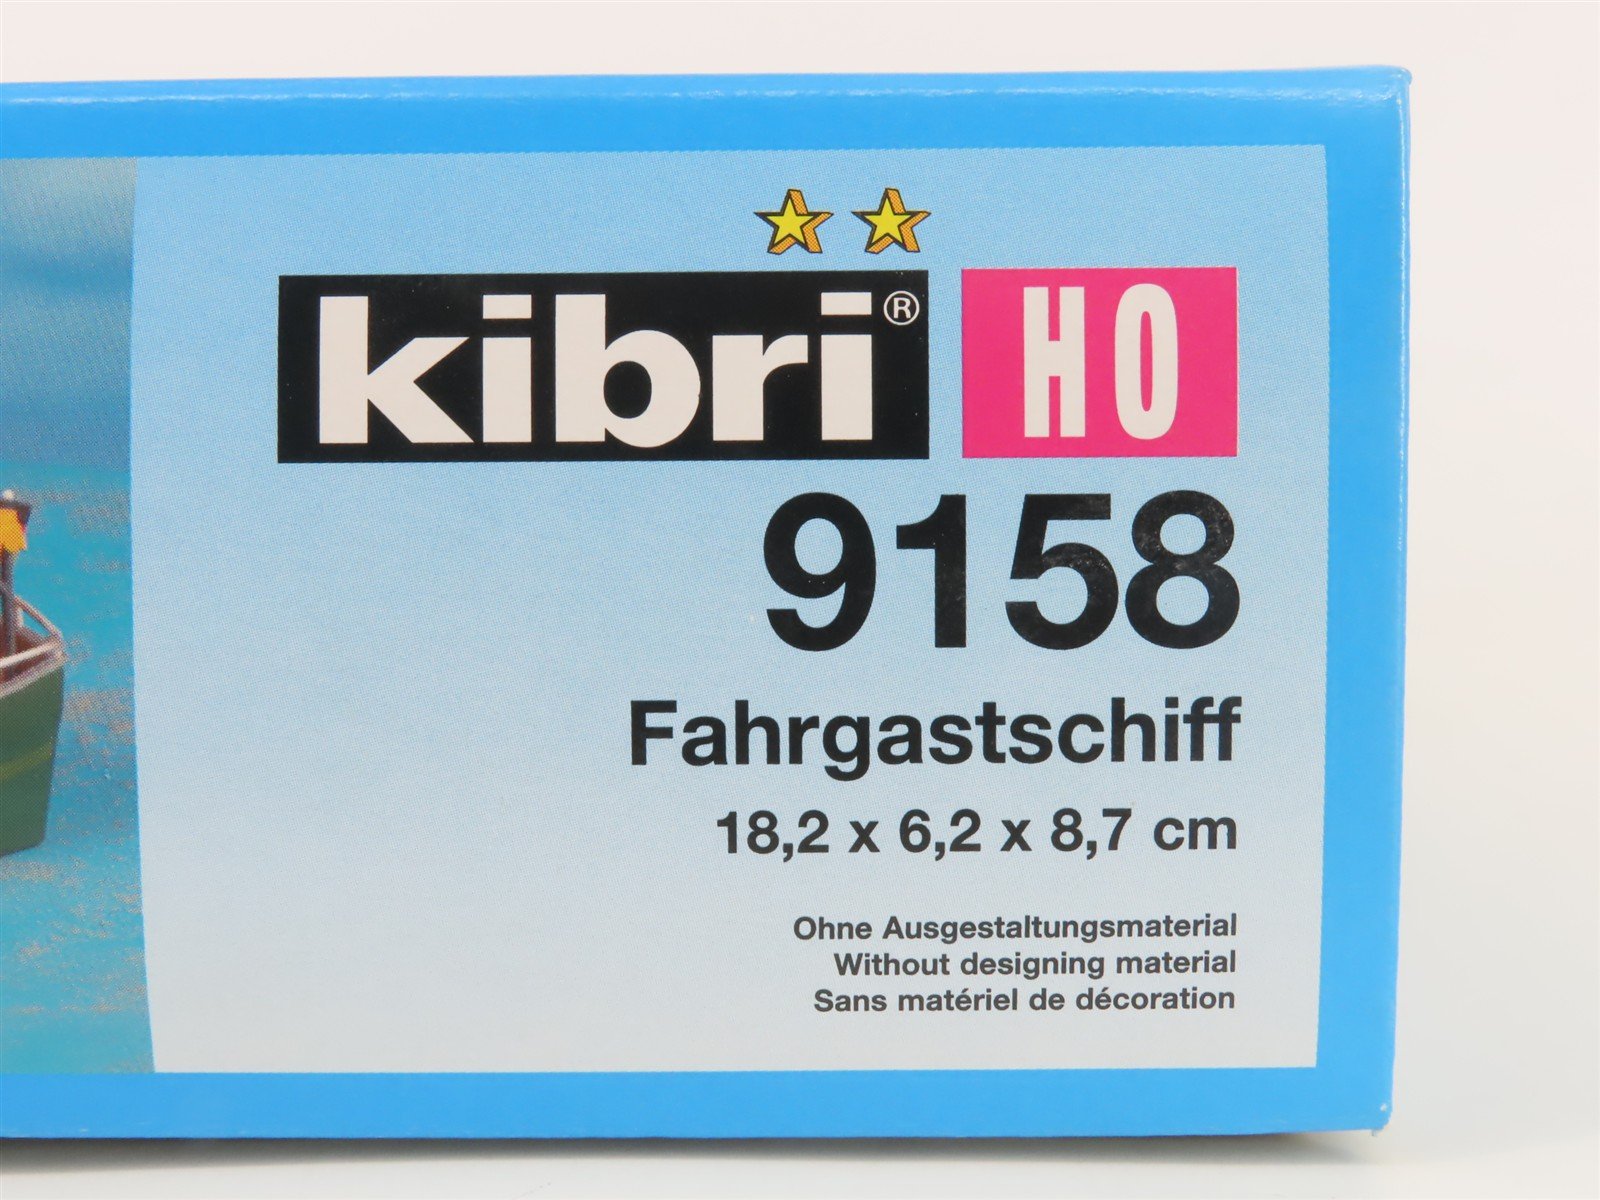 kibri® HO
9158
Fahrgastschiff
18,2 x 6,2 x 8,7 cm
Ohne Ausgestaltungsmaterial
Without designing material
Sans matériel de décoration